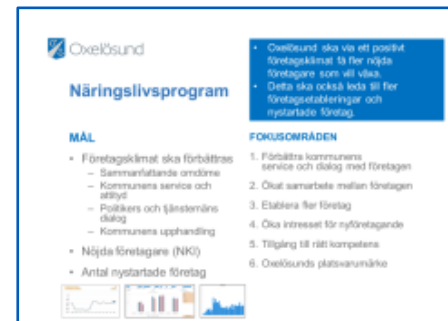 Oxelösund
• Oxelösund ska via ett positivt
företagsklimat få fler nöjda
företagare som vill växa.
• Detta ska också leda till fler
företagsetableringar och
nystartade företag.
Näringslivsprogram
MÅL
• Företagsklimat ska förbättras
– Sammanfattande omdöme
– Kommunens service och
attityd
– Politikers och tjänstemäns
dialog
– Kommunens upphandling
• Nöjda företagare (NKI)
• Antal nystartade företag
FOKUSOMRÅDEN
1. Förbättra kommunens
service och dialog med företagen
2. Ökat samarbete mellan företagen
3. Etablera fler företag
4. Öka intresset för nyföretagande
5. Tillgång till rätt kompetens
6. Oxelösunds platsvarumärke